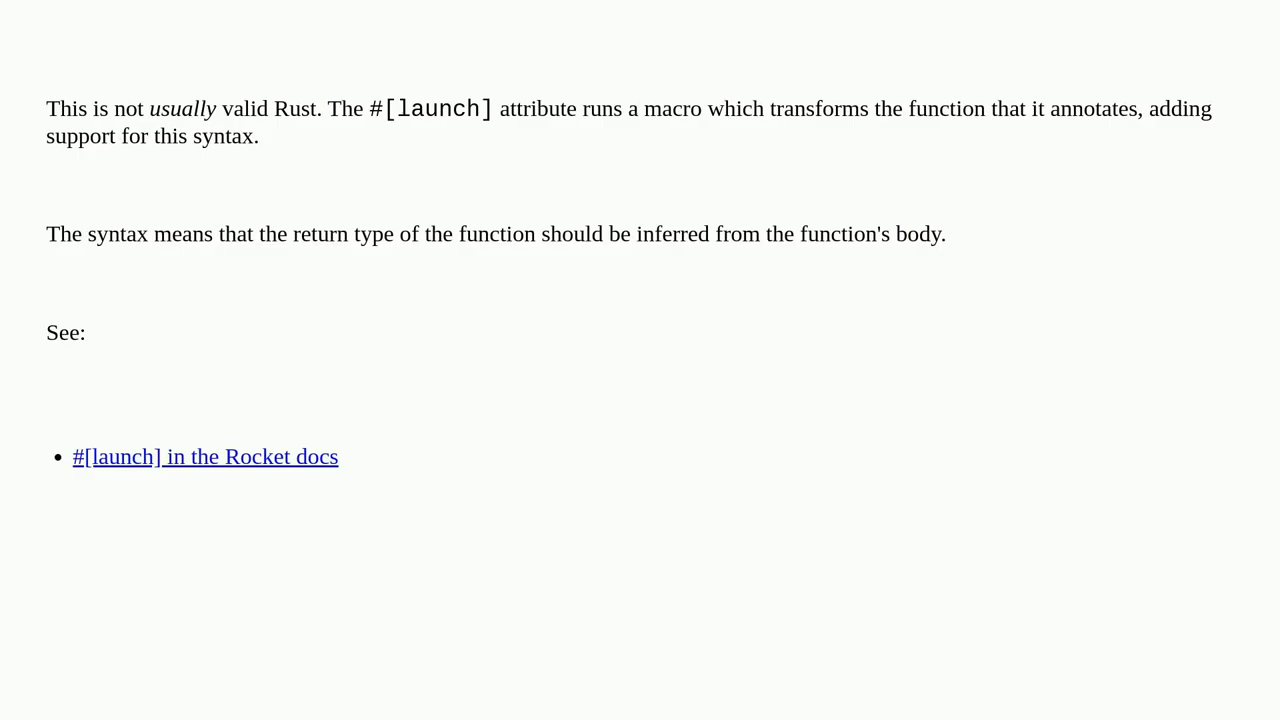 This is not usually valid Rust. The #[launch] attribute runs a macro which transforms the function that it annotates, adding
support for this syntax.
The syntax means that the return type of the function should be inferred from the function's body.
See:
• #[launch] in the Rocket docs